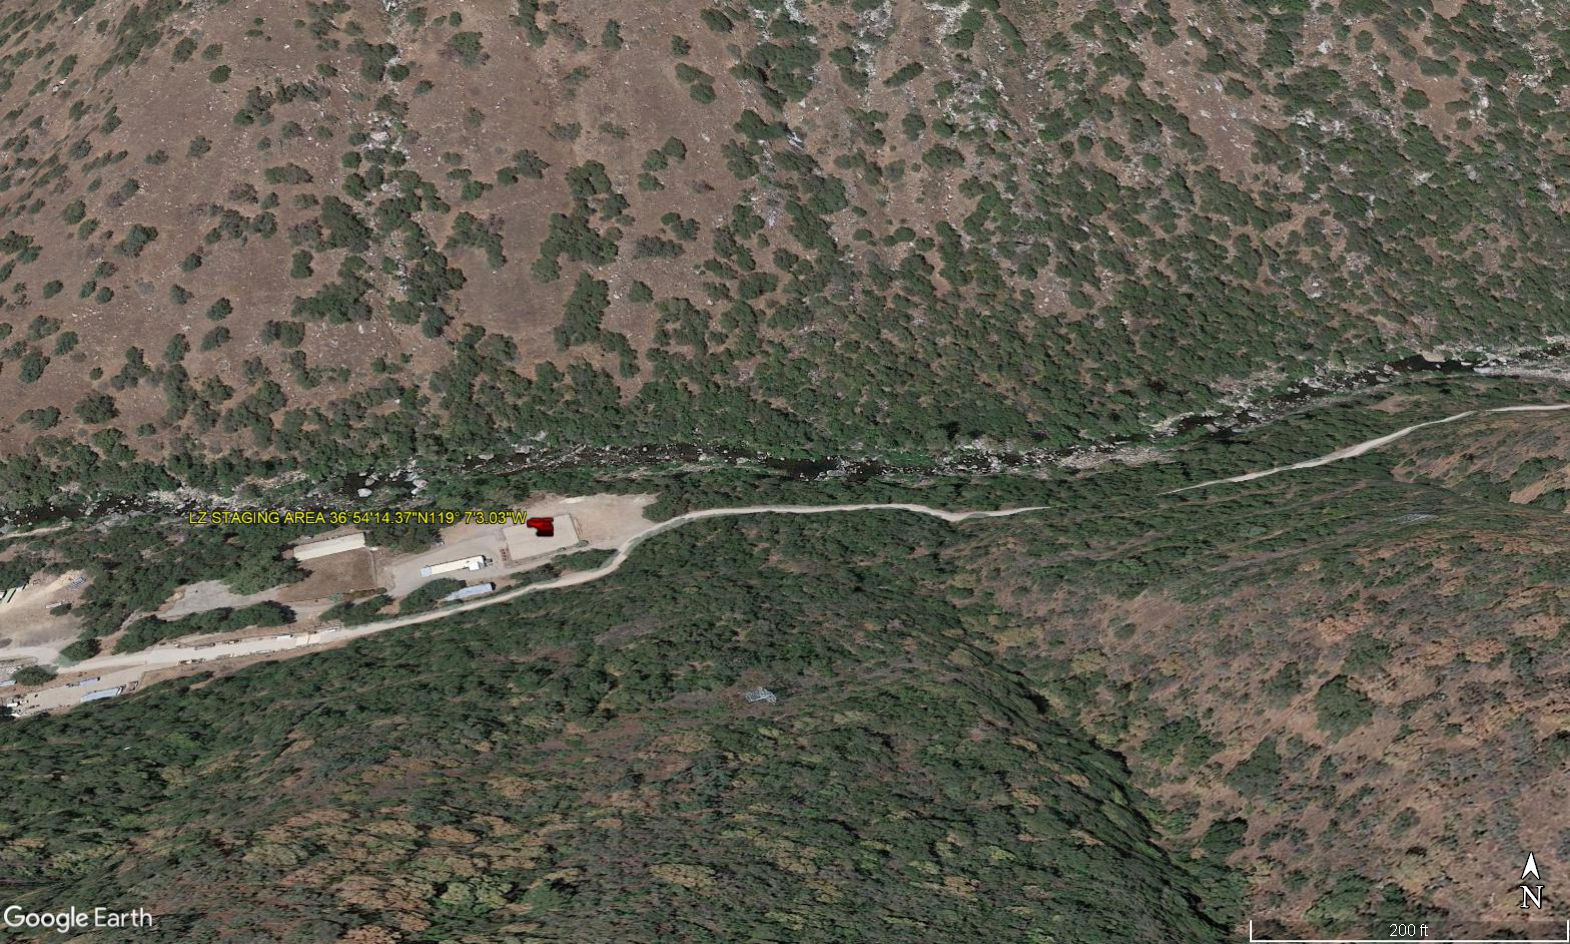 LZ STAGING AREA 36°54'14.37"N119° 7'3.03"W
N
Google Earth
200 ft